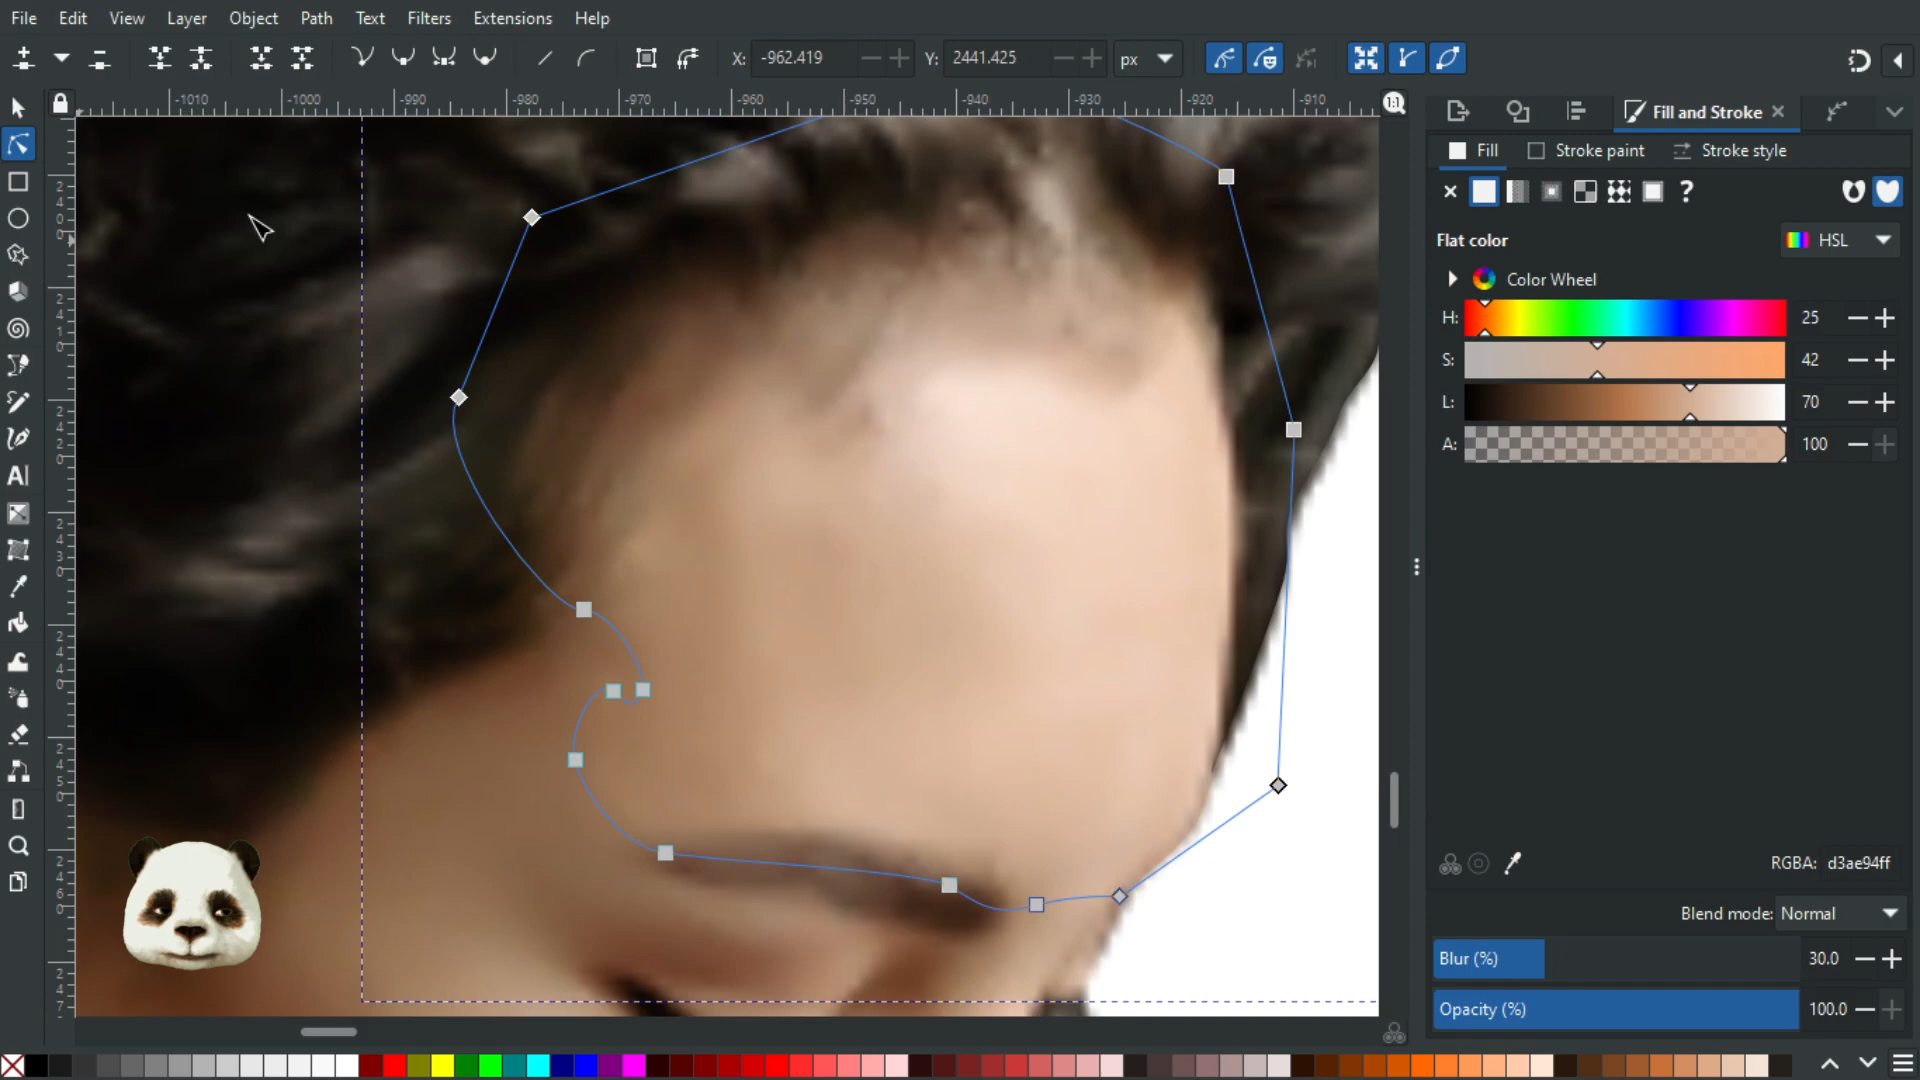 File Edit View Layer Object Path Text Filters Extensions Help
X: -962.419 Y: 2441.425 px
-1010 -1000 -990 -980 -970 -960 -950 -940 -930 -920 -910
1:1
Fill and Stroke
Fill Stroke paint Stroke style
?
Flat color HSL
Color Wheel
H: 25
S: 42
L: 70
A: 100
RGBA: d3ae94ff
Blend mode: Normal
Blur (%) 30.0
Opacity (%) 100.0